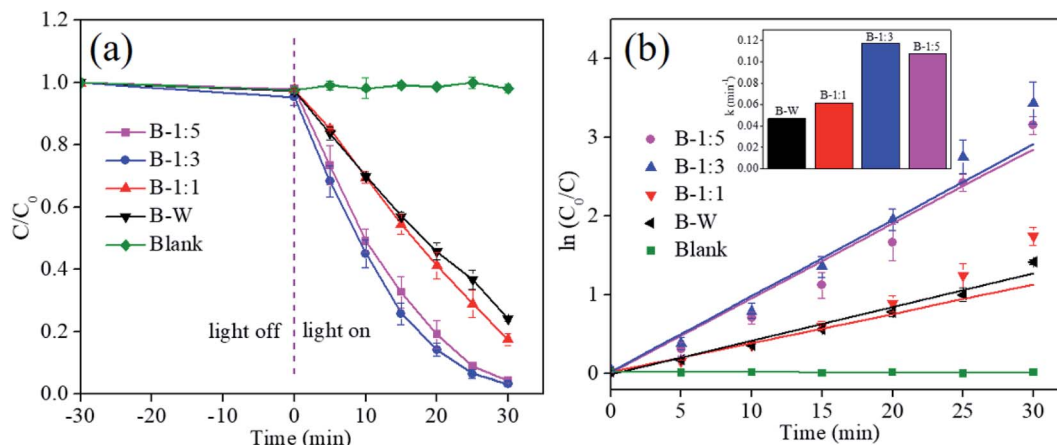 (a)
1.2
1.0
0.8
0.6
0.4
0.2
0.0
C/C0
B-1:5
B-1:3
B-1:1
B-W
Blank
light off
light on
-30
-20
-10
0
10
20
30
Time (min)
(b)
4
3
2
1
0
ln (C0/C)
B-1:5
B-1:3
B-1:1
B-W
Blank
0.12
0.10
0.08
0.06
0.04
0.02
0.00
k (min-1)
B-W
B-1:1
B-1:3
B-1:5
0
5
10
15
20
25
30
Time (min)